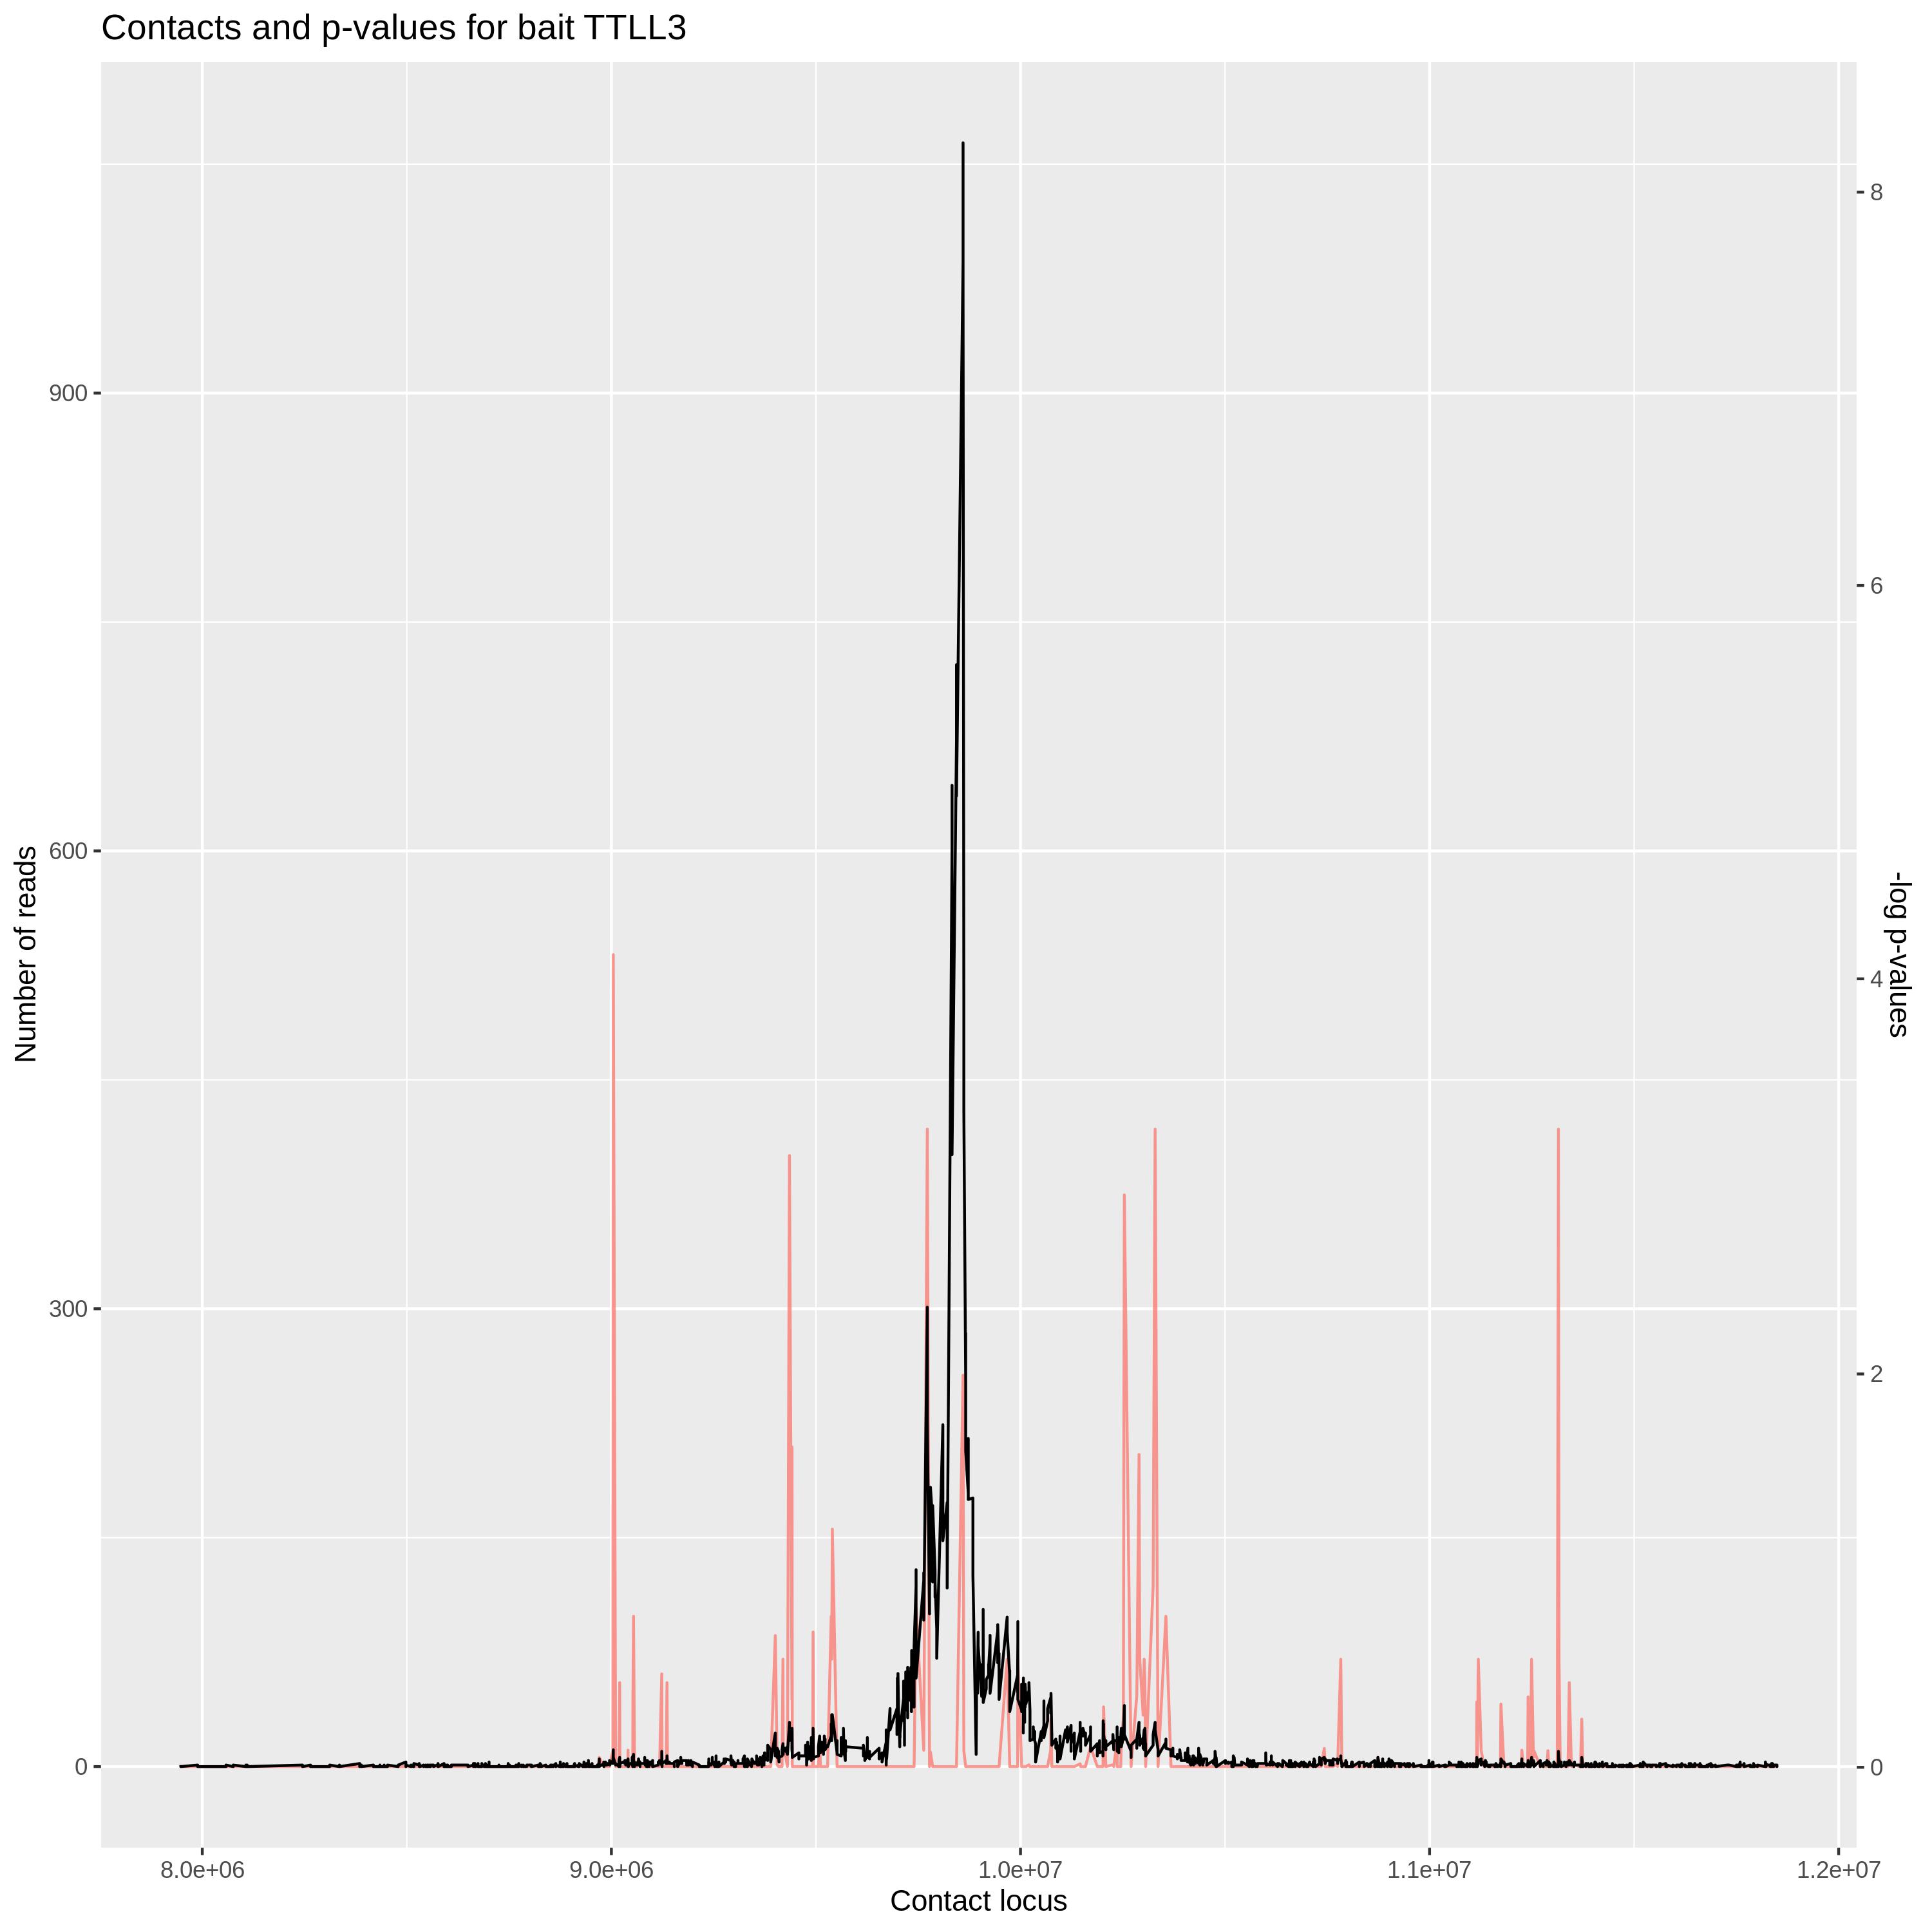 Contacts and p-values for bait TTLL3
900
600
300
0
Number of reads
8
6
4
2
0
-log p-values
8.0e+06
9.0e+06
1.0e+07
1.1e+07
1.2e+07
Contact locus